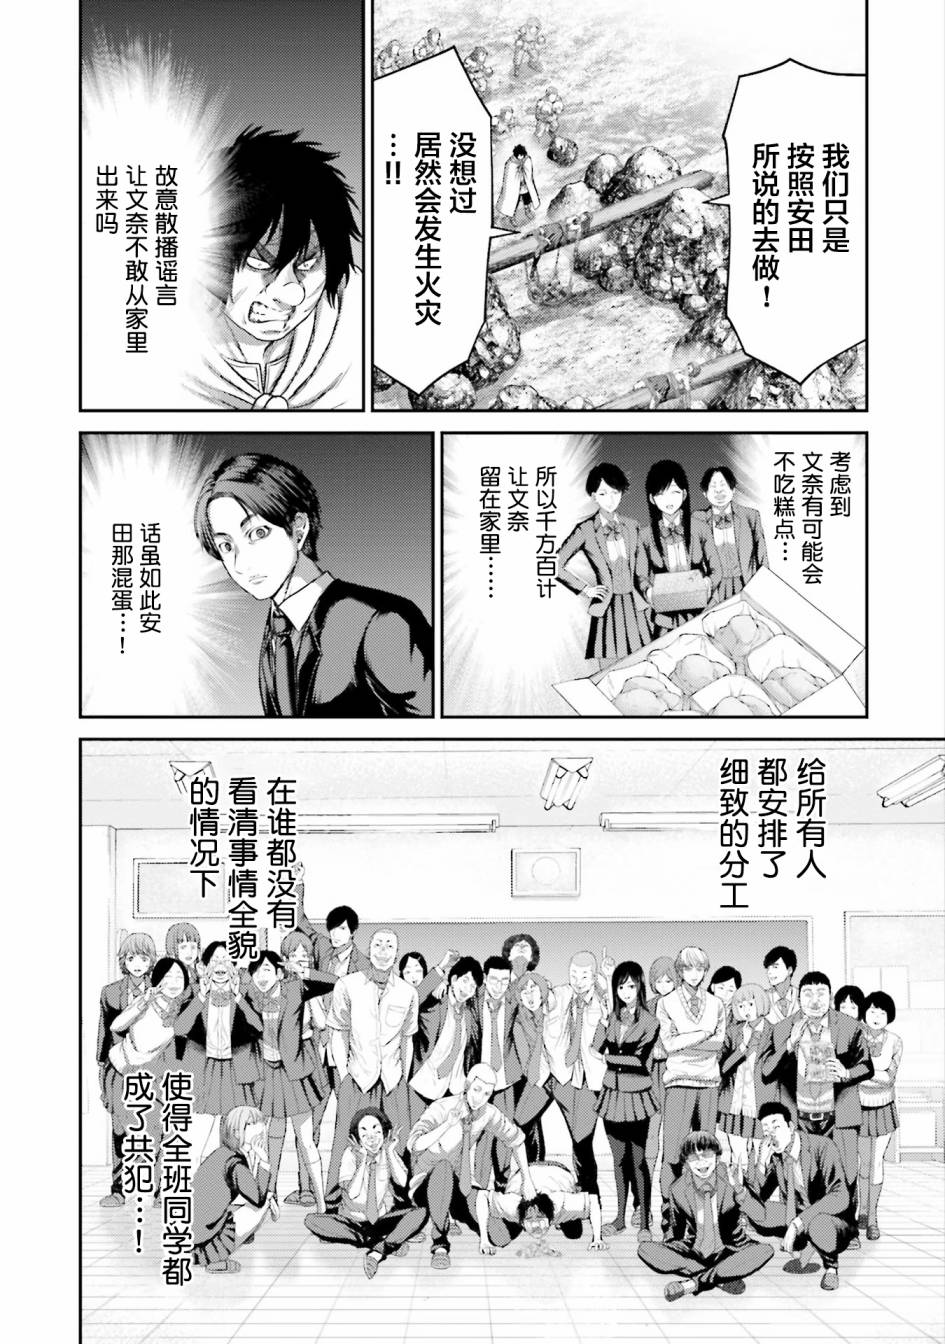 我们只是
按照安田
所说的去做！
没想过
居然会发生火灾
…!!
故意散播谣言
让文奈不敢从家里
出来吗
考虑到
文奈有可能会
不吃糕点…
所以千方百计
让文奈
留在家里……
话虽如此安
田那混蛋…！
给所有人
都安排了
细致的分工
在谁都没有
看清事情全貌
的情况下
使得全班同学都
成了共犯…！